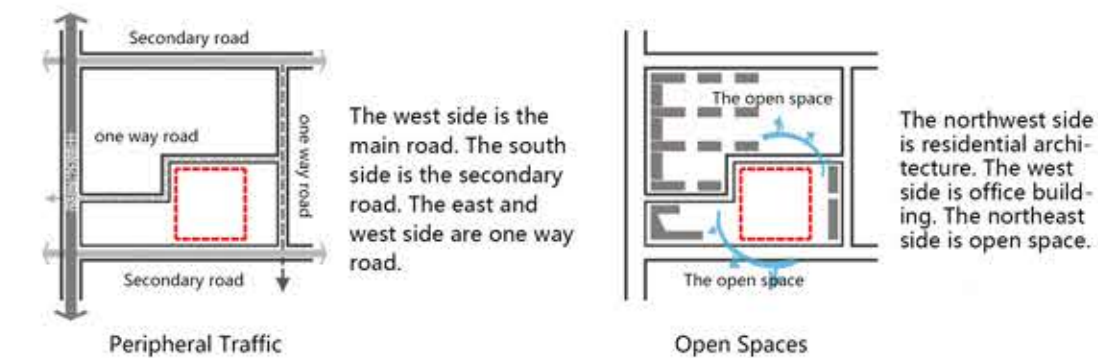 Secondary road
one way road
one way road
Secondary road
Peripheral Traffic
The west side is the
main road. The south
side is the secondary
road. The east and
west side are one way
road.
The open space
The open space
Open Spaces
The northwest side
is residential archi-
tecture. The west
side is office build-
ing. The northeast
side is open space.